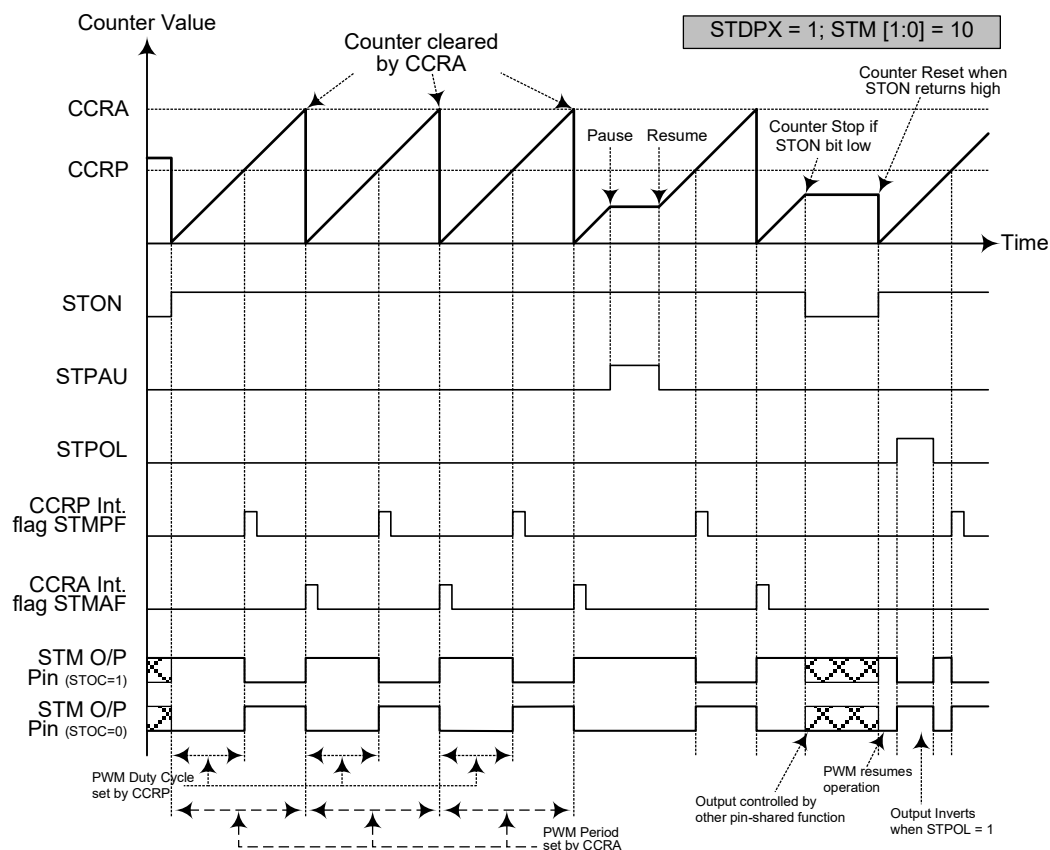 Counter Value
STDPX = 1; STM [1:0] = 10
Counter cleared
by CCRA
Counter Reset when
STON returns high
CCRA
Pause
Resume
Counter Stop if
STON bit low
CCRP
Time
STON
STPAU
STPOL
CCRP Int.
flag STMPF
CCRA Int.
flag STMAF
STM O/P
Pin (STOC=1)
STM O/P
Pin (STOC=0)
PWM Duty Cycle
set by CCRP
PWM resumes
operation
Output controlled by
other pin-shared function
Output Inverts
when STPOL = 1
PWM Period
set by CCRA